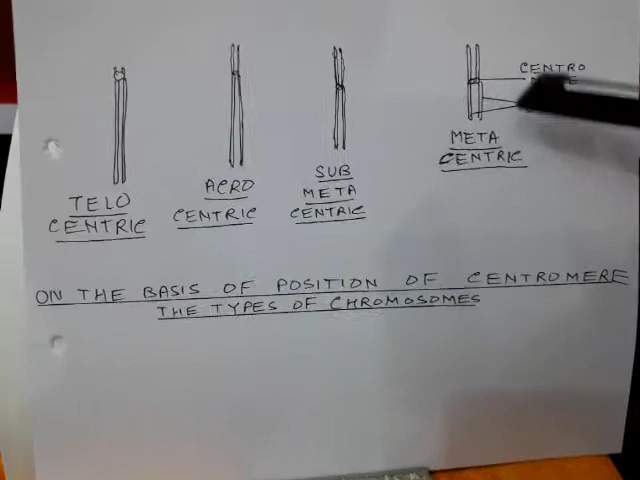 TELO
CENTRIC
ACRO
CENTRIC
SUB
META
CENTRIC
META
CENTRIC
CENTRO
ON THE BASIS OF POSITION OF CENTROMERE
THE TYPES OF CHROMOSOMES